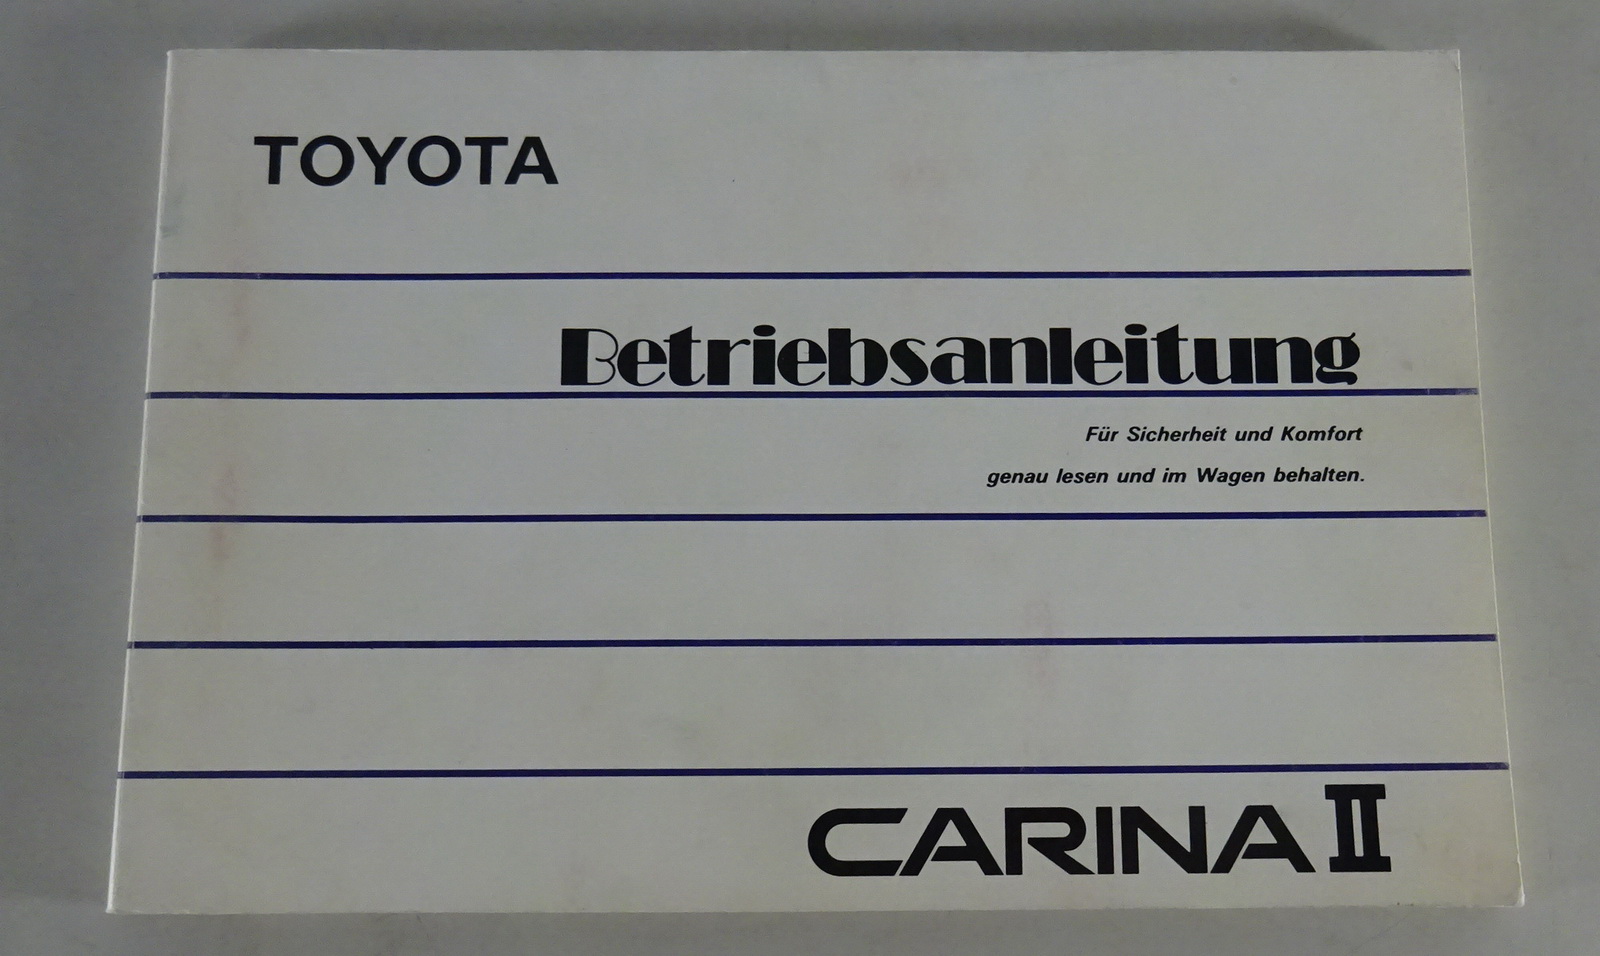 TOYOTA
Betriebsanleitung
Für Sicherheit und Komfort
genau lesen und im Wagen behalten.
CARINA II